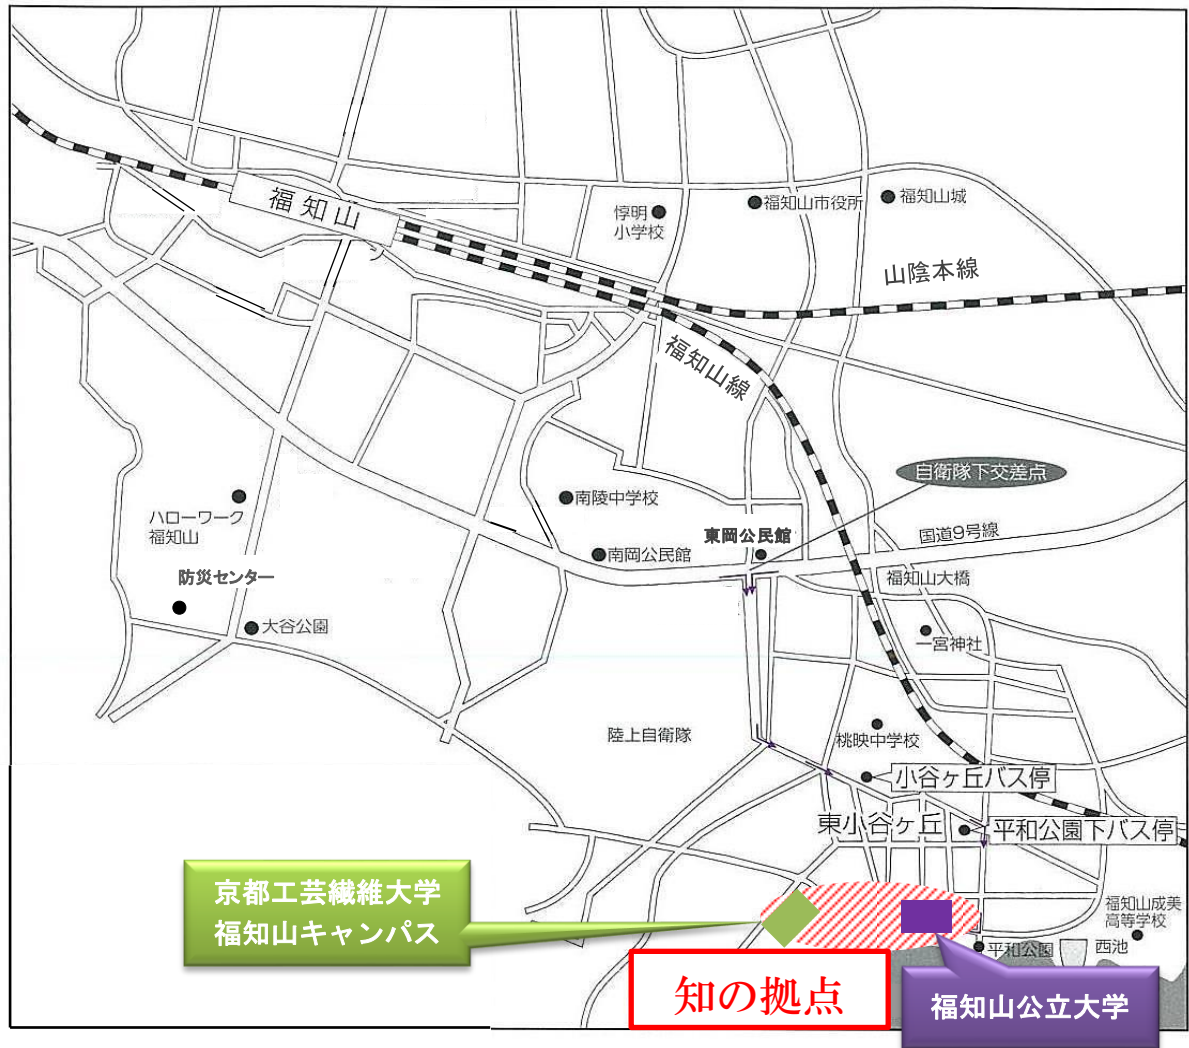 福知山
惇明
小学校
福知山市役所
福知山城
山陰本線
福知山線
自衛隊下交差点
南陵中学校
国道9号線
ハローワーク
福知山
東岡公民館
南岡公民館
防災センター
福知山大橋
大谷公園
一宮神社
陸上自衛隊
桃映中学校
小谷ヶ丘バス停
東小谷ヶ丘
平和公園下バス停
京都工芸繊維大学
福知山キャンパス
福知山成美
高等学校
平和公園
西池
知の拠点
福知山公立大学